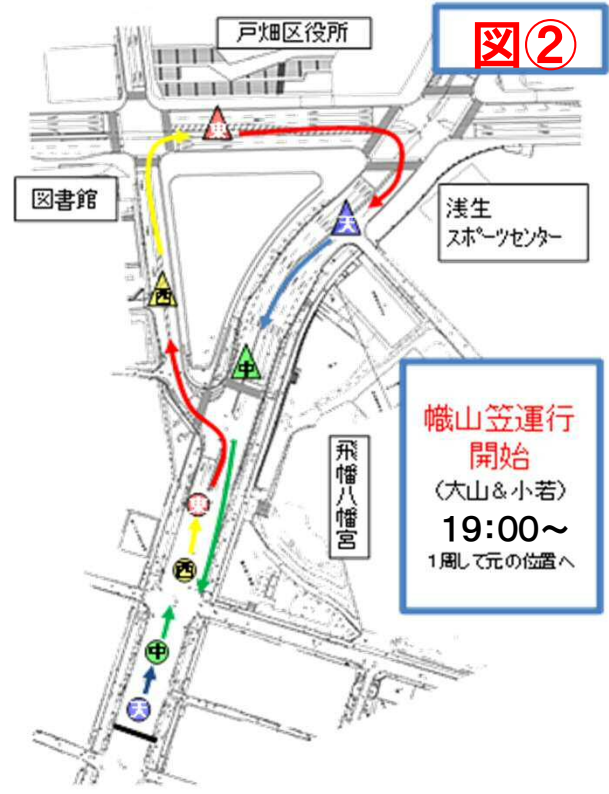 戸畑区役所
図②
東
図書館
天
浅生
スポーツセンター
西
中
幟山笠運行
開始
(大山&小若)
19:00～
1周して元の位置へ
飛幡八幡宮
東
西
中
天